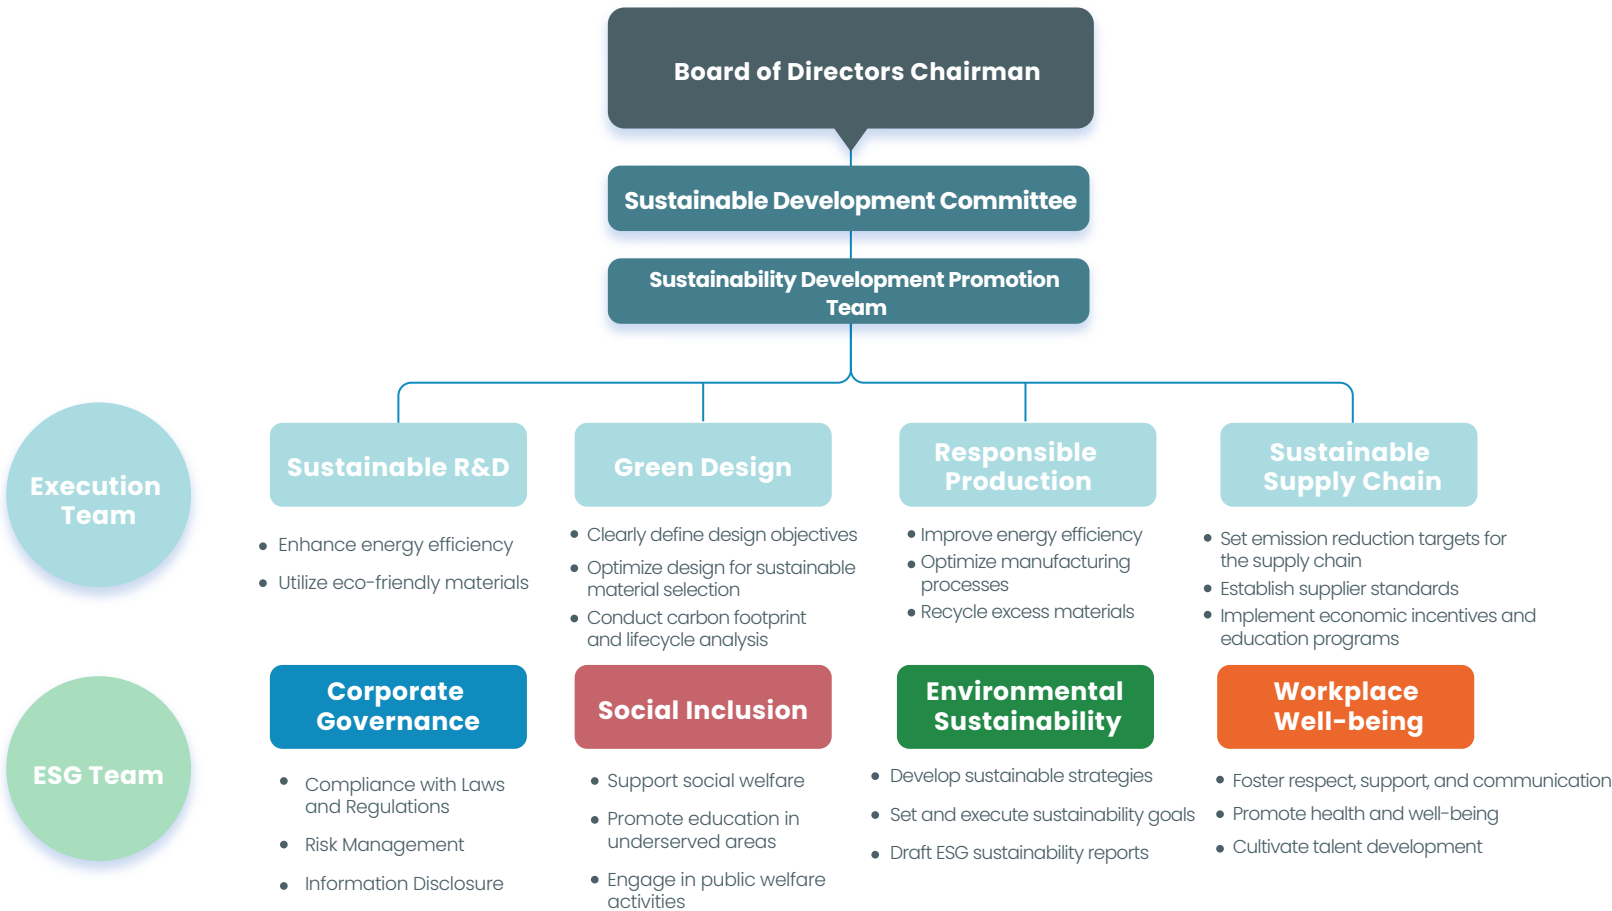 Board of Directors Chairman
Sustainable Development Committee
Sustainability Development Promotion
Team
Execution
Team
Sustainable R&D
• Enhance energy efficiency
• Utilize eco-friendly materials
Green Design
• Clearly define design objectives
• Optimize design for sustainable
material selection
• Conduct carbon footprint
and lifecycle analysis
Responsible
Production
• Improve energy efficiency
• Optimize manufacturing
processes
• Recycle excess materials
Sustainable
Supply Chain
• Set emission reduction targets for
the supply chain
• Establish supplier standards
• Implement economic incentives and
education programs
ESG Team
Corporate
Governance
• Compliance with Laws
and Regulations
• Risk Management
• Information Disclosure
Social Inclusion
• Support social welfare
• Promote education in
underserved areas
• Engage in public welfare
activities
Environmental
Sustainability
• Develop sustainable strategies
• Set and execute sustainability goals
• Draft ESG sustainability reports
Workplace
Well-being
• Foster respect, support, and communication
• Promote health and well-being
• Cultivate talent development